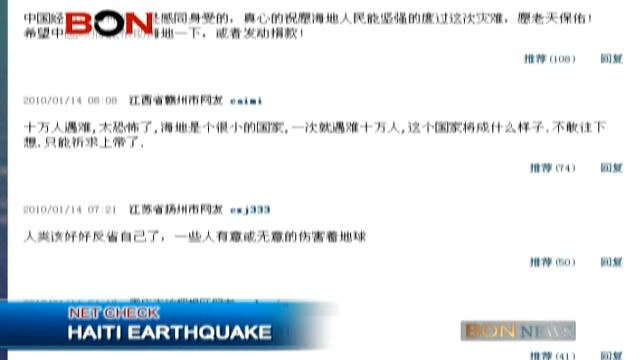 中国经 BON 感同身受的，真心的祝愿海地人民能坚强的度过这次灾难，愿老天保佑！
希望中国 海地一下，或者发动捐款！
推荐(108) 回复
2010/01/14 08:08 江西省赣州市网友
十万人遇难,太恐怖了,海地是个很小的国家,一次就遇难十万人,这个国家将成什么样子.不敢往下
想.只能祈求上帝了.
推荐(74) 回复
2010/01/14 07:21 江苏省扬州市网友
人类该好好反省自己了，一些人有意或无意的伤害着地球
推荐(50) 回复
NET CHECK
HAITI EARTHQUAKE
BON NEWS
推荐(41) 回复